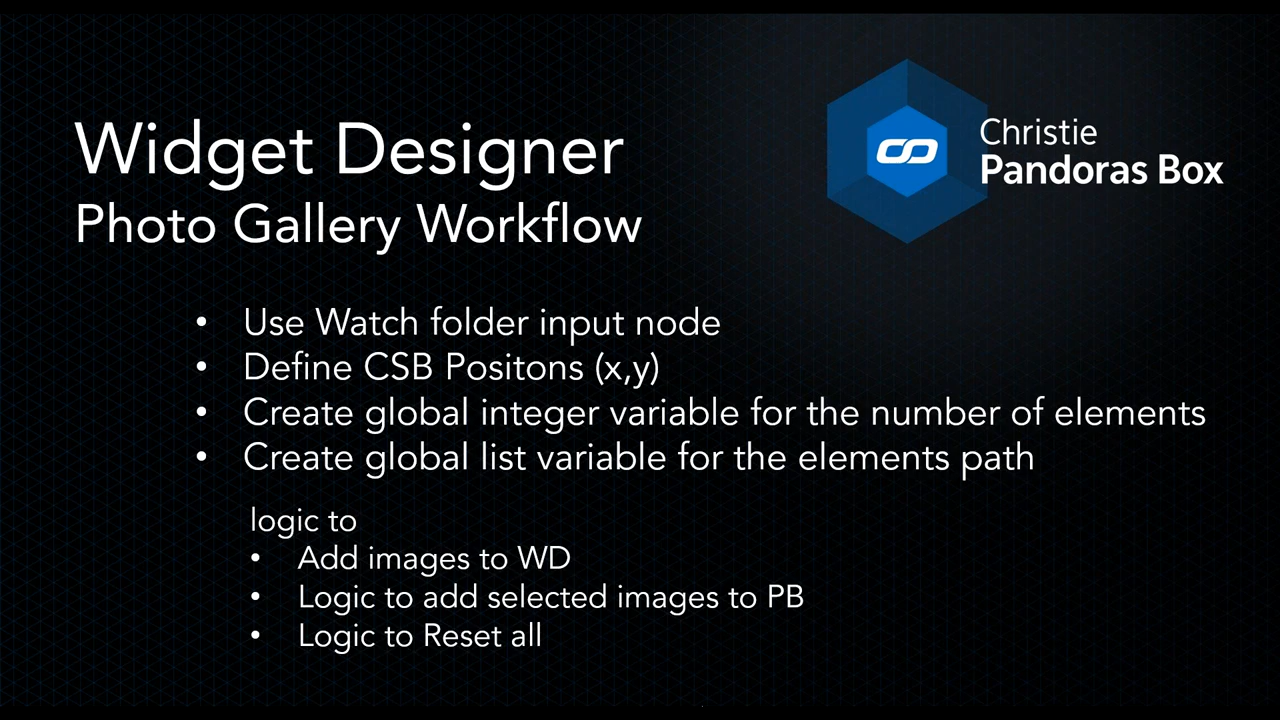 Widget Designer
Photo Gallery Workflow
Christie
Pandoras Box
• Use Watch folder input node
• Define CSB Positons (x,y)
• Create global integer variable for the number of elements
• Create global list variable for the elements path
logic to
• Add images to WD
• Logic to add selected images to PB
• Logic to Reset all